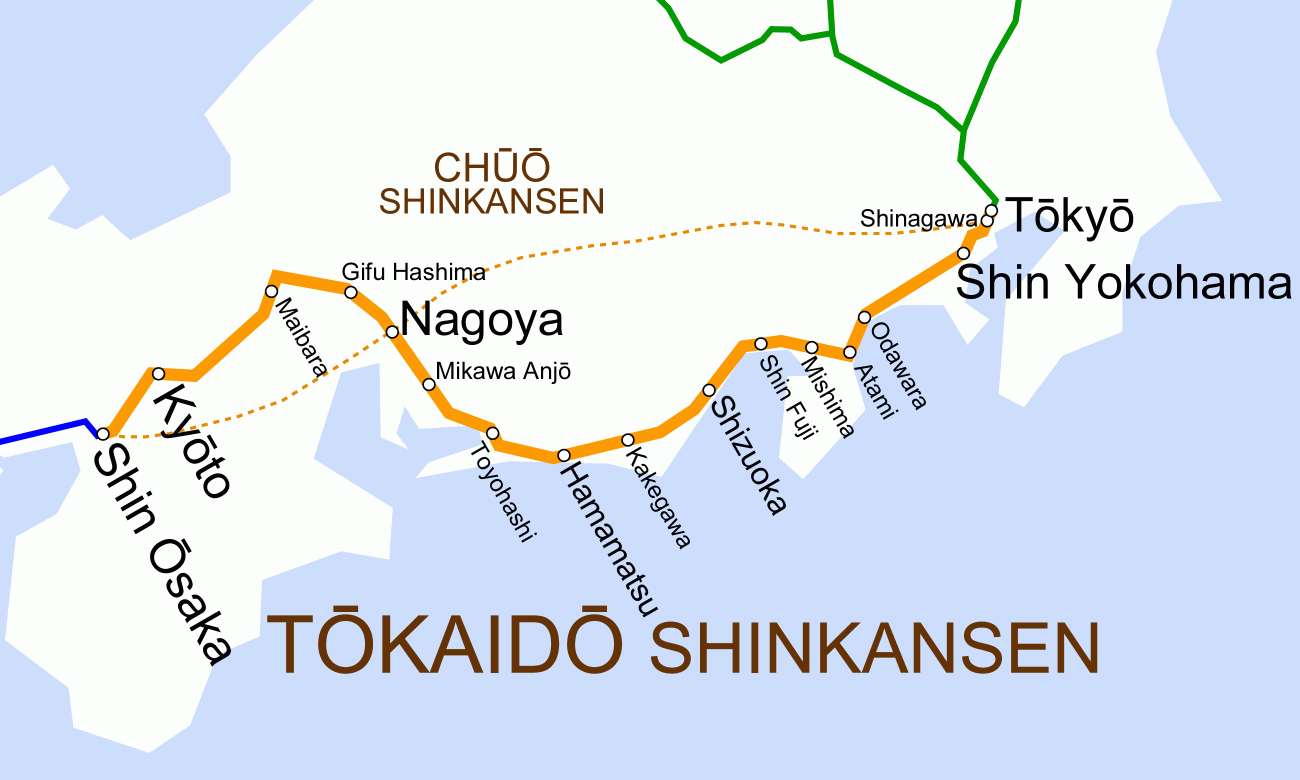 CHŪŌ
SHINKANSEN
Shinagawa
Tōkyō
Shin Yokohama
Gifu Hashima
Nagoya
Maibara
Mikawa Anjō
Odawara
Atami
Mishima
Shin Fuji
Kyōto
Shizuoka
Shin Ōsaka
Toyohashi
Kakegawa
Hamamatsu
TŌKAIDŌ SHINKANSEN